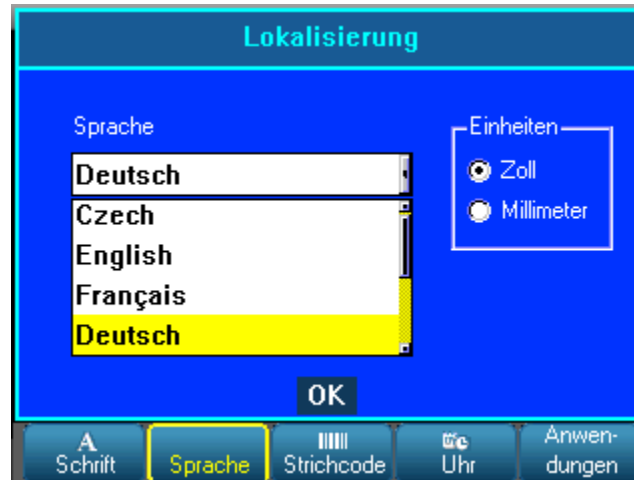 Lokalisierung
Sprache
Einheiten
Deutsch
Zoll
Czech
Millimeter
English
Français
Deutsch
OK
A
Schrift
Sprache
Strichcode
Uhr
Anwen-
dungen